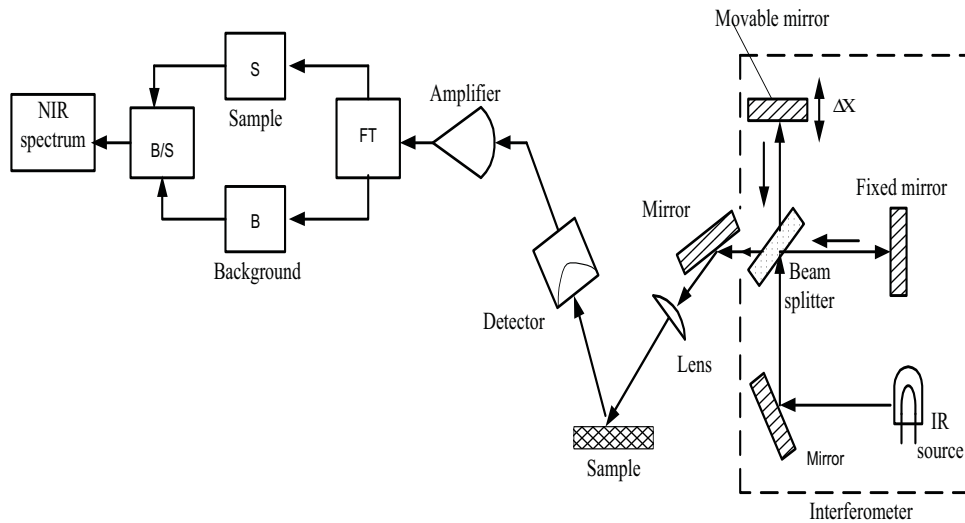 Movable mirror
ΔX
Fixed mirror
Mirror
Beam
splitter
Lens
IR
source
Mirror
Interferometer
Sample
Detector
Amplifier
FT
S
Sample
B
Background
B/S
NIR
spectrum